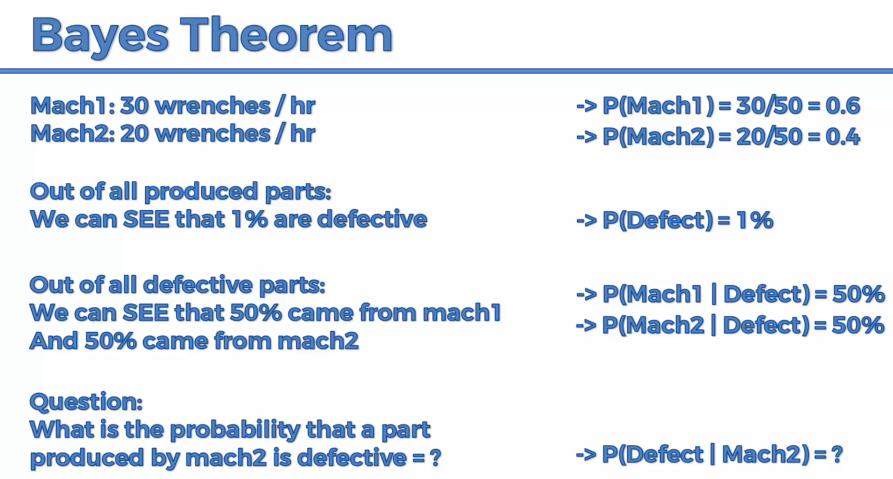 Bayes Theorem
Mach1: 30 wrenches / hr
-> P(Mach1) = 30/50 = 0.6
Mach2: 20 wrenches / hr
-> P(Mach2) = 20/50 = 0.4
Out of all produced parts:
We can SEE that 1% are defective
-> P(Defect) = 1%
Out of all defective parts:
We can SEE that 50% came from mach1
And 50% came from mach2
-> P(Mach1 | Defect) = 50%
-> P(Mach2 | Defect) = 50%
Question:
What is the probability that a part
produced by mach2 is defective = ?
-> P(Defect | Mach2) = ?